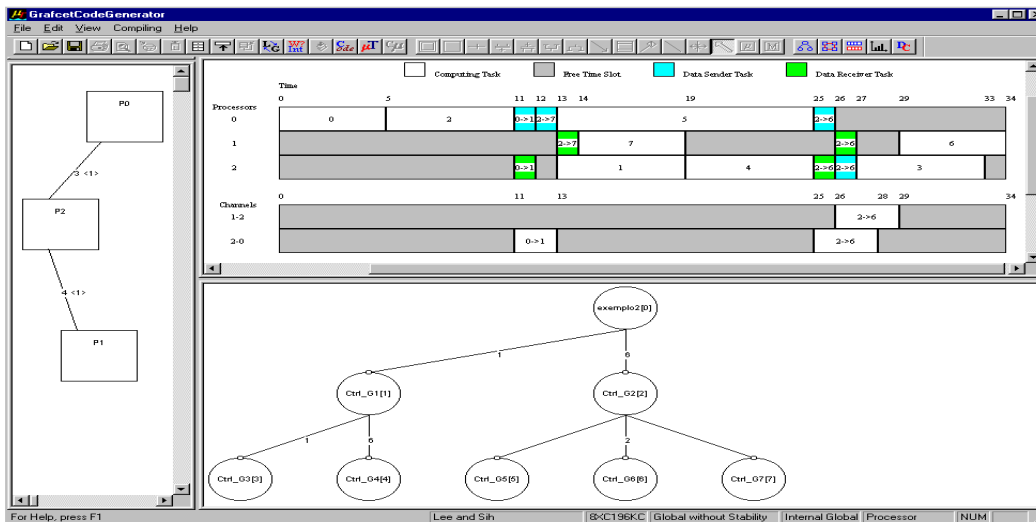 GrafcetCodeGenerator
File Edit View Compiling Help
P0
3 <1>
P2
4 <1>
P1
Computing Task Free Time Slot Data Sender Task Data Receiver Task
Time
0 5 11 12 13 14 19 25 26 27 29 33 34
Processors
0 0 2 0->1 2->7 5 2->6
1 2->7 7 2->6 6
2 0->1 1 4 2->6 2->6 3
Channels 11 13 25 26 28 29 34
1-2 2->6
2-0 0->1 2->6
exemplo2[0]
1 6
Ctrl_G1[1] Ctrl_G2[2]
1 6 2
Ctrl_G3[3] Ctrl_G4[4] Ctrl_G5[5] Ctrl_G6[6] Ctrl_G7[7]
For Help, press F1 Lee and Sih 8XC196KC Global without Stability Internal Global Processor NUM